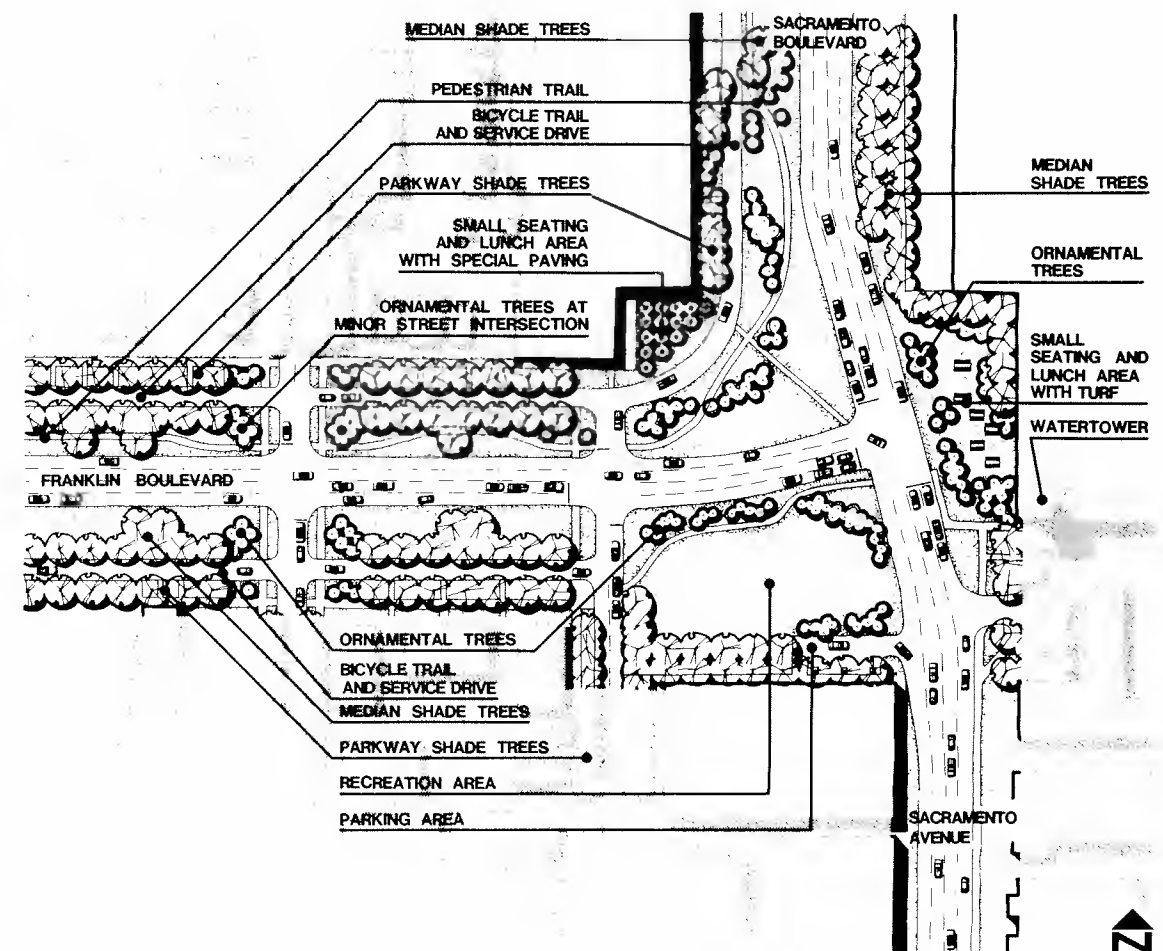 MEDIAN SHADE TREES
SACRAMENTO
BOULEVARD
PEDESTRIAN TRAIL
BICYCLE TRAIL
AND SERVICE DRIVE
PARKWAY SHADE TREES
SMALL SEATING
AND LUNCH AREA
WITH SPECIAL PAVING
ORNAMENTAL TREES AT
MINOR STREET INTERSECTION
MEDIAN
SHADE TREES
ORNAMENTAL
TREES
SMALL
SEATING AND
LUNCH AREA
WITH TURF
WATERTOWER
FRANKLIN BOULEVARD
ORNAMENTAL TREES
BICYCLE TRAIL
AND SERVICE DRIVE
MEDIAN SHADE TREES
PARKWAY SHADE TREES
RECREATION AREA
PARKING AREA
SACRAMENTO
AVENUE
N